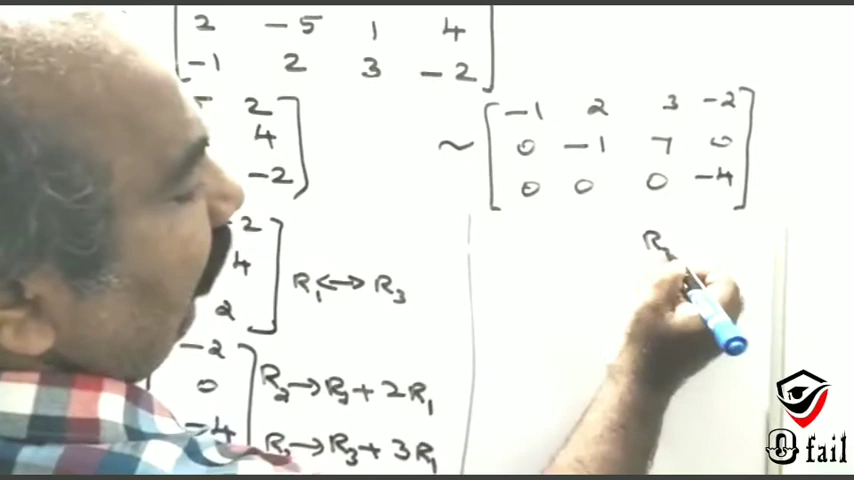 2 -5 1 4
-1 2 3 -2
2
4
-2
-2
4
2
R₁ ↔ R₃
-2
0
-4
R₂ → R₂ + 2R₁
R₃ → R₃ + 3R₁
~ -1 2 3 -2
0 -1 7 0
0 0 0 -4
R
0 fail